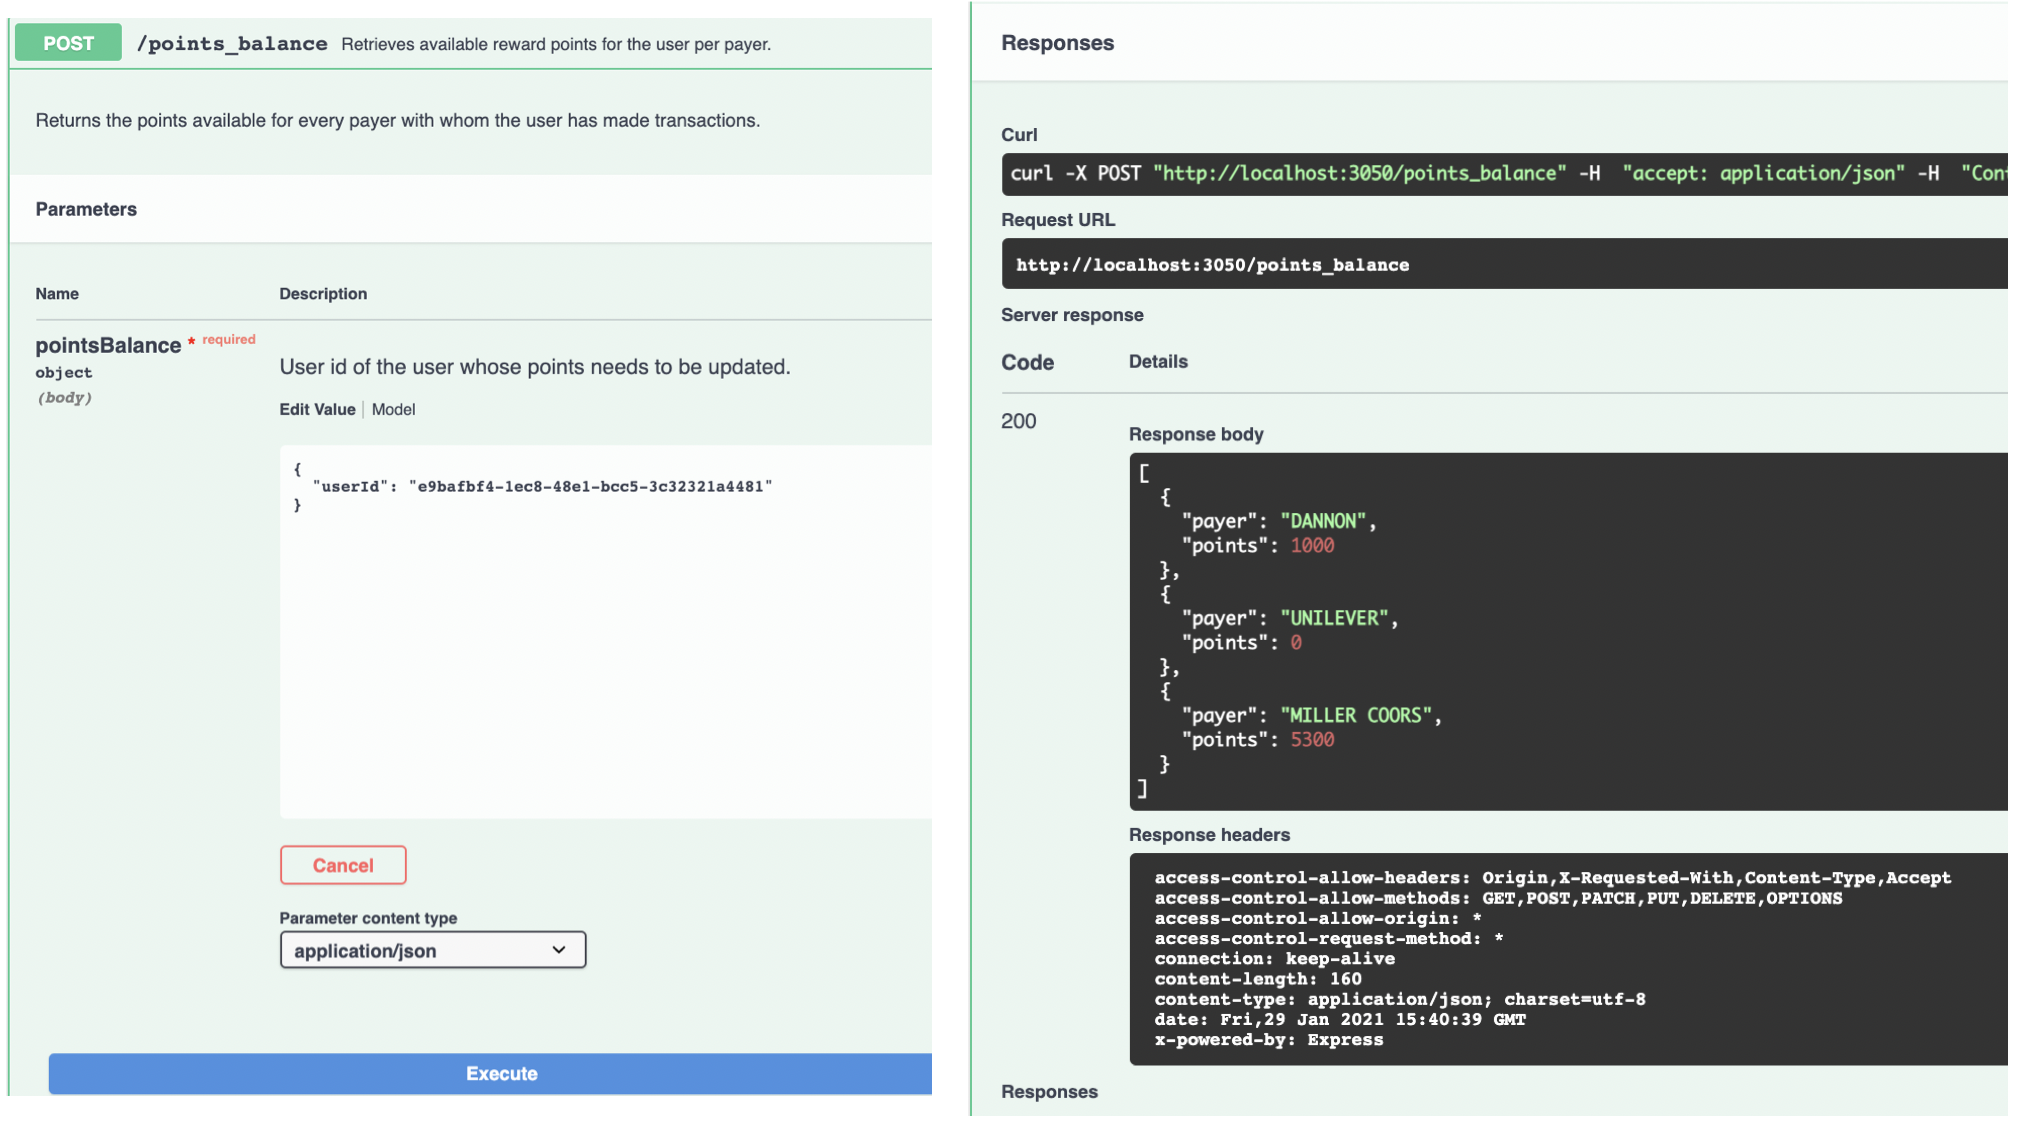 POST /points_balance Retrieves available reward points for the user per payer.
Returns the points available for every payer with whom the user has made transactions.
Parameters
Name Description
pointsBalance * required
object
(body)
User id of the user whose points needs to be updated.
Edit Value | Model
{
"userId": "e9bafbf4-1ec8-48e1-bcc5-3c32321a4481"
}
Cancel
Parameter content type
application/json
Execute
Responses
Curl
curl -X POST "http://localhost:3050/points_balance" -H "accept: application/json" -H "Con
Request URL
http://localhost:3050/points_balance
Server response
Code Details
200
Response body
[
{
"payer": "DANNON",
"points": 1000
},
{
"payer": "UNILEVER",
"points": 0
},
{
"payer": "MILLER COORS",
"points": 5300
}
]
Response headers
access-control-allow-headers: Origin,X-Requested-With,Content-Type,Accept
access-control-allow-methods: GET,POST,PATCH,PUT,DELETE,OPTIONS
access-control-allow-origin: *
access-control-request-method: *
connection: keep-alive
content-length: 160
content-type: application/json; charset=utf-8
date: Fri,29 Jan 2021 15:40:39 GMT
x-powered-by: Express
Responses